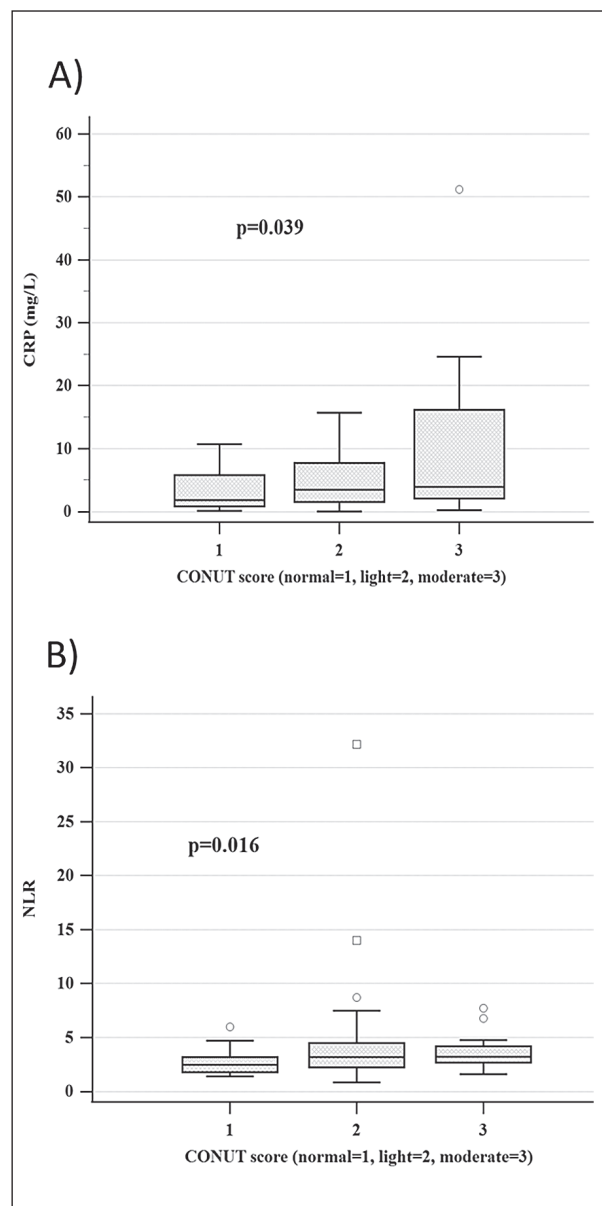 A)
60
50
p=0.039
40
CRP (mg/L)
30
20
10
0
1 2 3
CONUT score (normal=1, light=2, moderate=3)
B)
35
30
25
p=0.016
20
NLR
15
10
5
0
1 2 3
CONUT score (normal=1, light=2, moderate=3)